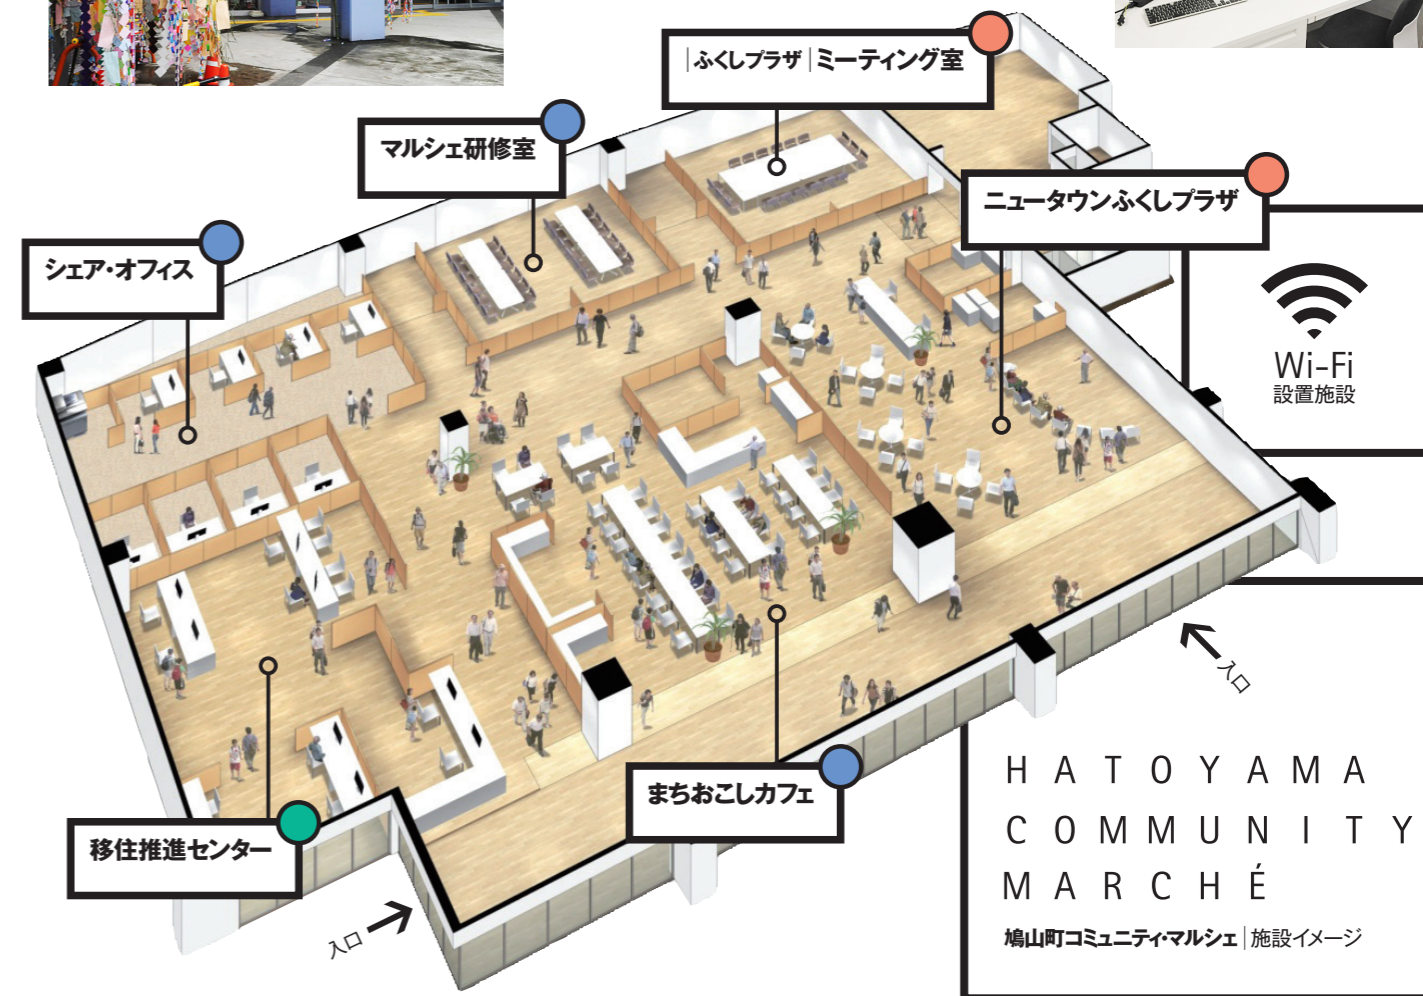 |ふくしプラザ|ミーティング室
マルシェ研修室
ニュータウンふくしプラザ
シェア・オフィス
Wi-Fi
設置施設
入口
まちおこしカフェ
移住推進センター
入口
HATOYAMA
COMMUNITY
MARCHÉ
鳩山町コミュニティ・マルシェ|施設イメージ